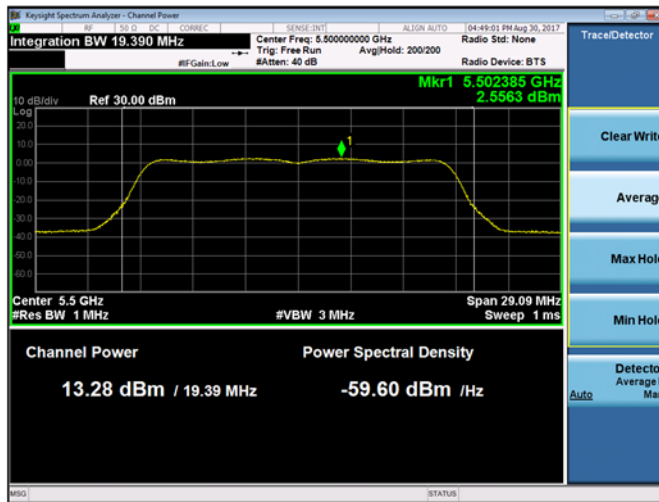 Keysight Spectrum Analyzer - Channel Power
RF 50 Ω DC CORREC SENSE:INT ALIGN AUTO 04:49:01 PM Aug 30, 2017
Integration BW 19.390 MHz
Center Freq: 5.500000000 GHz
Radio Std: None
Trig: Free Run Avg|Hold: 200/200
#IFGain:Low
#Atten: 40 dB
Radio Device: BTS
Mkr1 5.502385 GHz
2.5563 dBm
10 dB/div Ref 30.00 dBm
Log
20.0
10.0
0.00
-10.0
-20.0
-30.0
-40.0
-50.0
-60.0
1
Center 5.5 GHz
Span 29.09 MHz
#Res BW 1 MHz
#VBW 3 MHz
Sweep 1 ms
Channel Power
Power Spectral Density
13.28 dBm / 19.39 MHz
-59.60 dBm /Hz
Trace/Detector
Clear Write
Average
Max Hold
Min Hold
Detector
Average
Auto
Man
MSG
STATUS